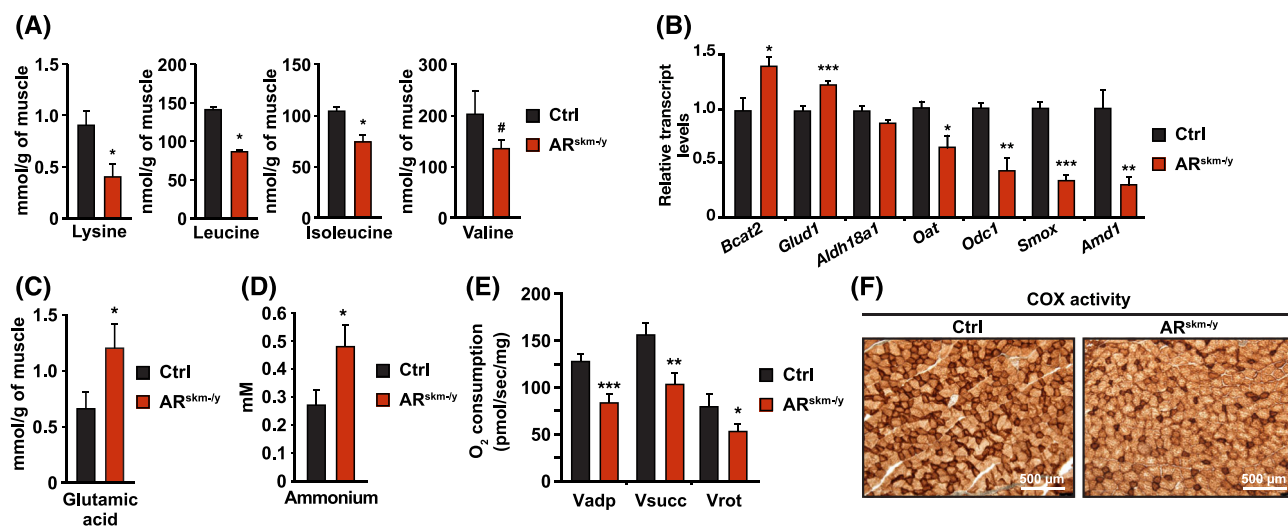 (A)
mmol/g of muscle
1.5
1.0
0.5
0
*
Lysine
nmol/g of muscle
200
150
100
50
0
*
Leucine
nmol/g of muscle
150
100
50
0
*
Isoleucine
nmol/g of muscle
300
200
100
0
#
Valine
Ctrl
ARskm-/y
(B)
Relative transcript
levels
1.5
1.0
0.5
0
* *** * ** *** **
Bcat2 Glud1 Aldh18a1 Oat Odc1 Smox Amd1
Ctrl
ARskm-/y
(C)
mmol/g of muscle
1.5
1.0
0.5
0
*
Glutamic
acid
Ctrl
ARskm-/y
(D)
mM
0.6
0.5
0.4
0.3
0.2
0.1
0
*
Ammonium
Ctrl
ARskm-/y
(E)
O2 consumption
(pmol/sec/mg)
200
150
100
50
0
*** ** *
Vadp Vsucc Vrot
Ctrl
ARskm-/y
(F)
COX activity
Ctrl ARskm-/y
500 µm 500 µm